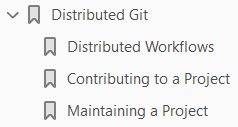 Distributed Git
Distributed Workflows
Contributing to a Project
Maintaining a Project